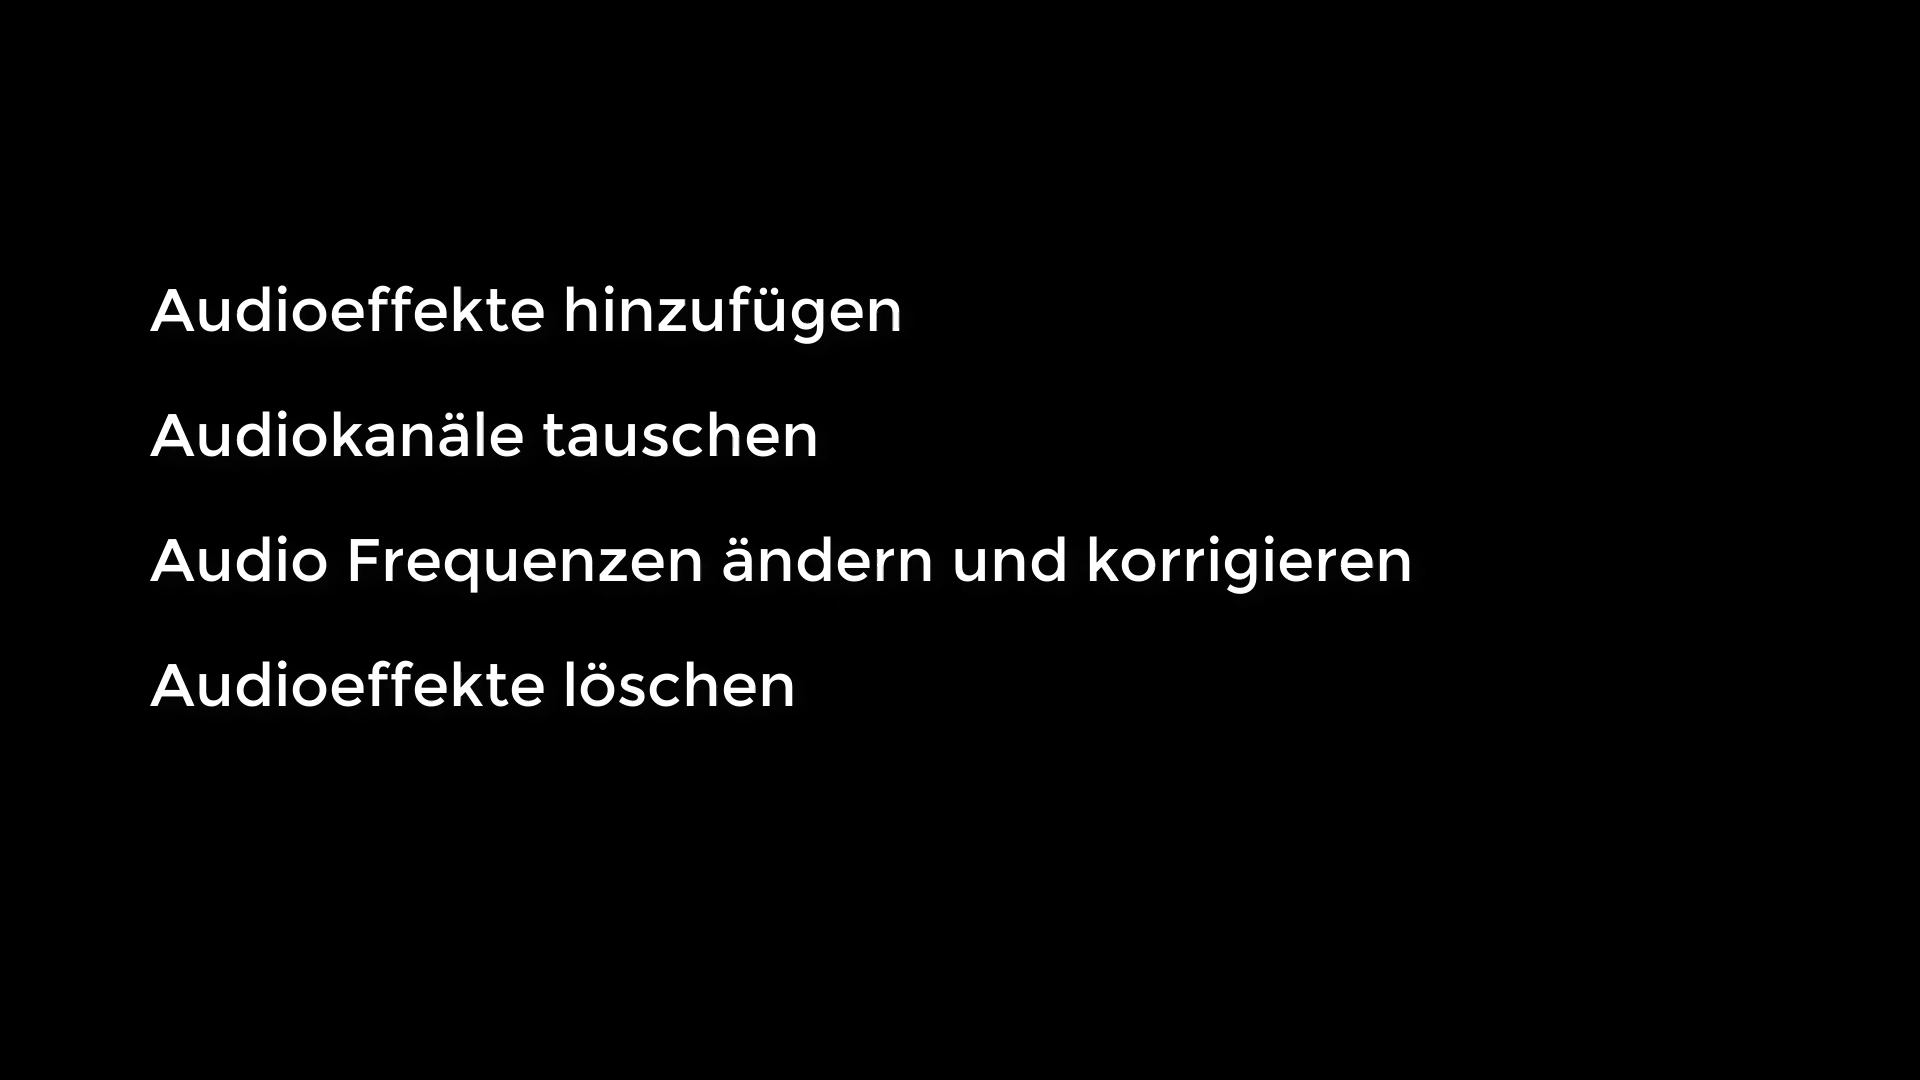 Audioeffekte hinzufügen
Audiokanäle tauschen
Audio Frequenzen ändern und korrigieren
Audioeffekte löschen